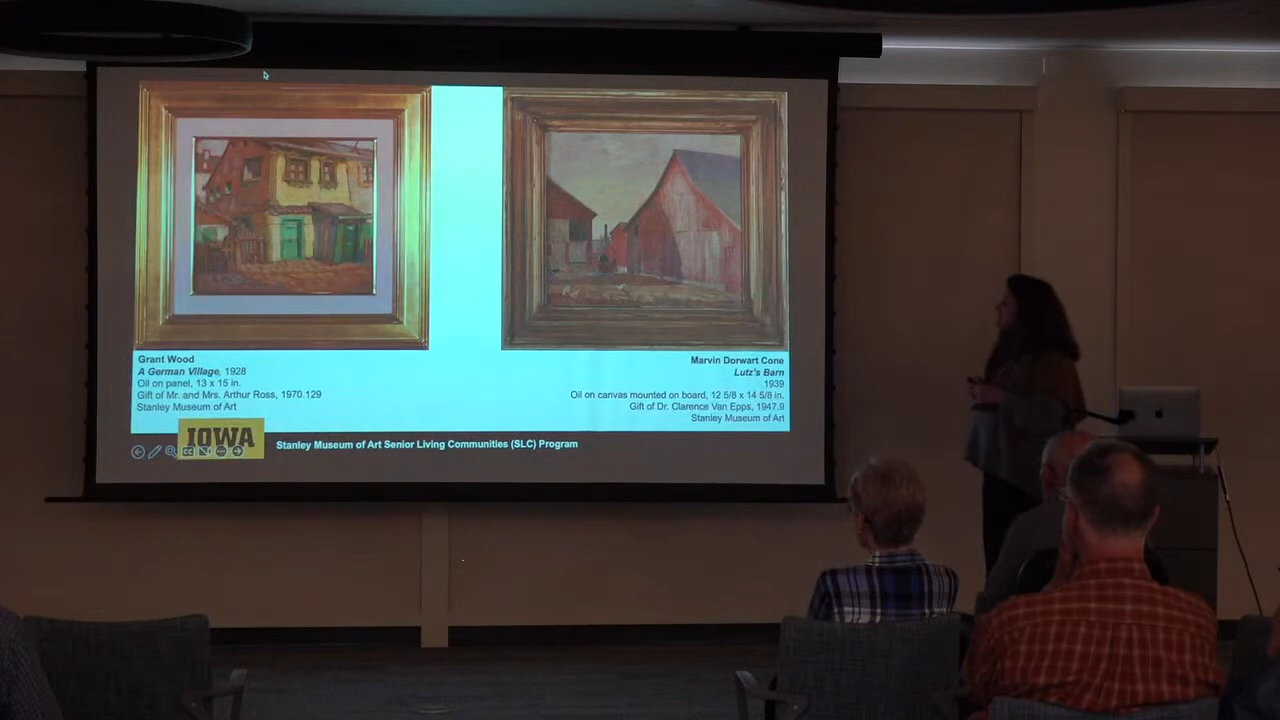 Grant Wood
A German Village, 1928
Oil on panel, 13 x 15 in.
Gift of Mr. and Mrs. Arthur Ross, 1970.129
Stanley Museum of Art
Marvin Dorwart Cone
Lutz's Barn
1939
Oil on canvas mounted on board, 12 5/8 x 14 5/8 in.
Gift of Dr. Clarence Van Epps, 1947.9
Stanley Museum of Art
IOWA
CC
Stanley Museum of Art Senior Living Communities (SLC) Program